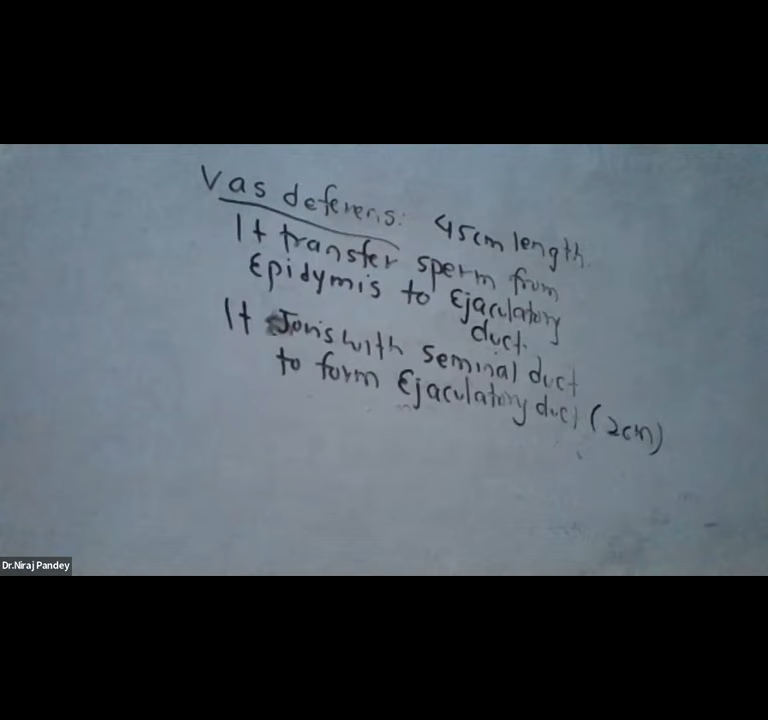 Vas deferens: 45cm length.
It transfer sperm from
Epidymis to Ejaculatory
duct.
It Joins with seminal duct
to form Ejaculatory duct (2cm)
Dr.Niraj Pandey